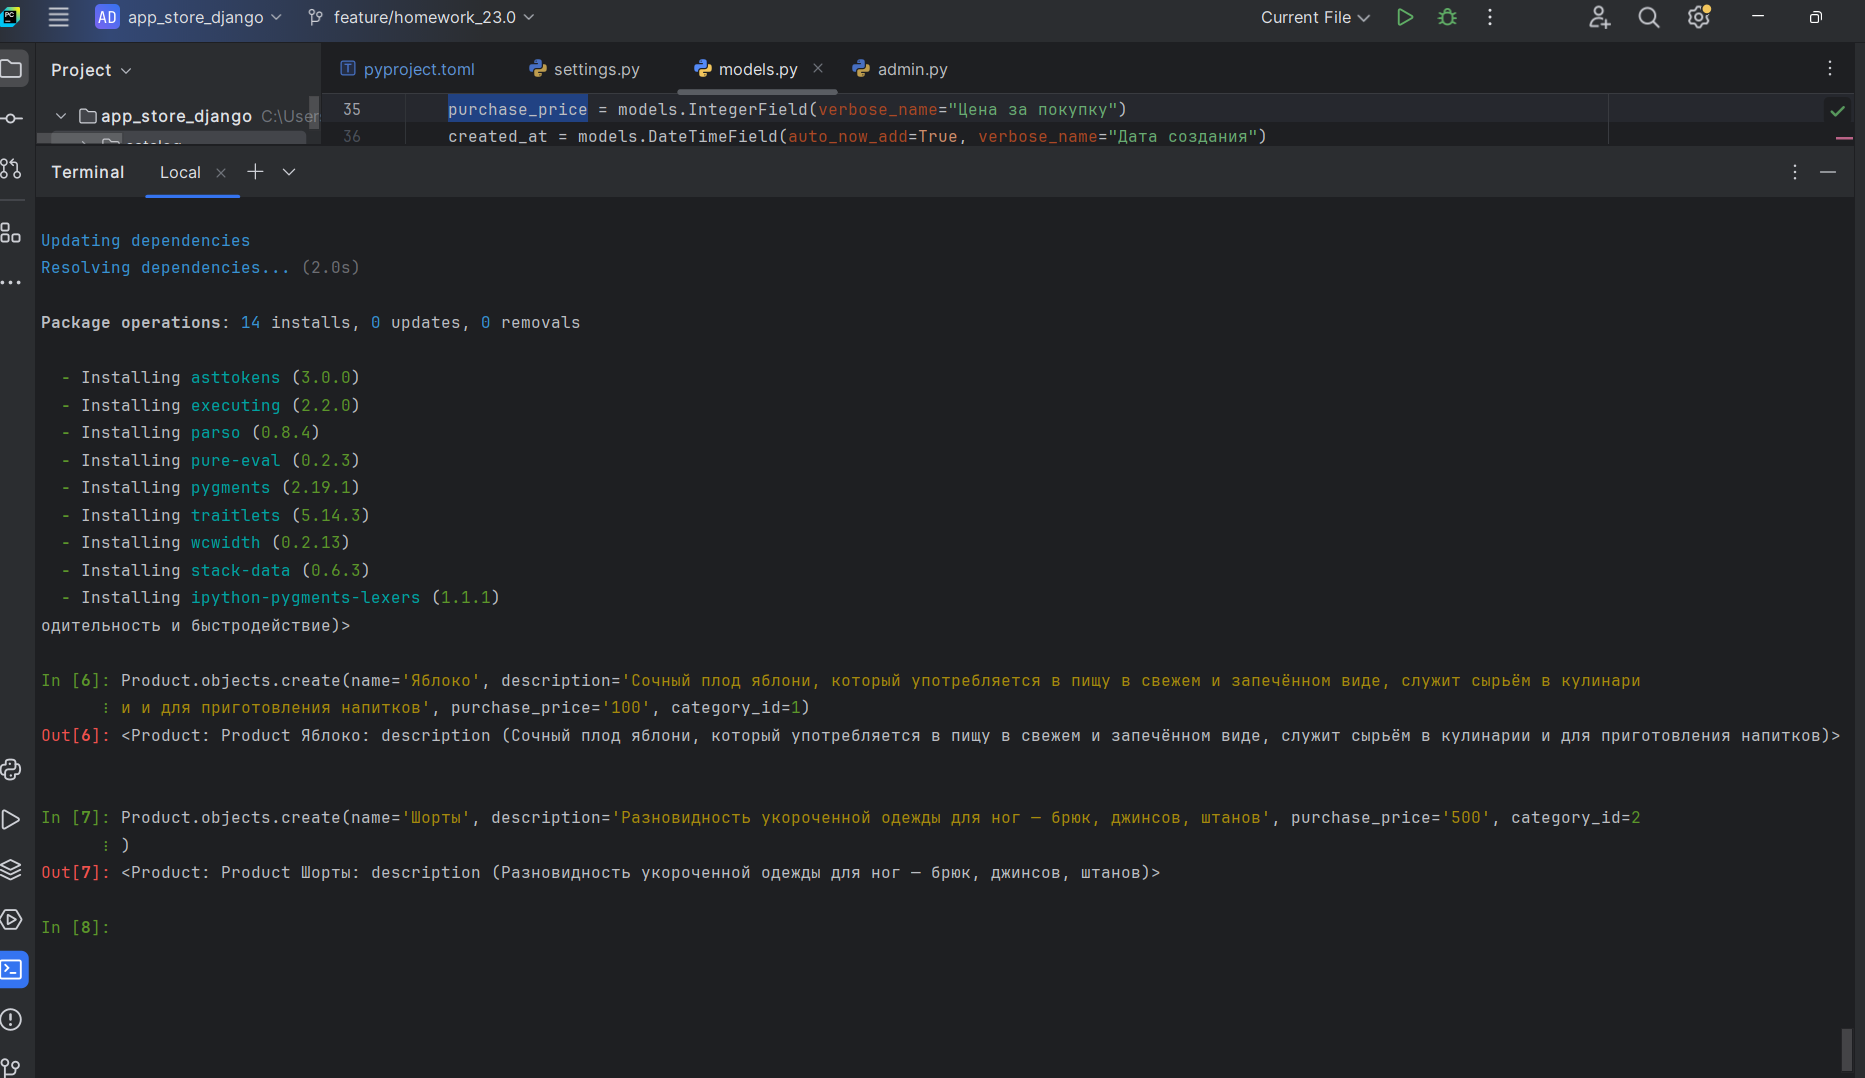 PC AD app_store_django feature/homework_23.0 Current File
Project pyproject.toml settings.py models.py admin.py
app_store_django C:\User
35 purchase_price = models.IntegerField(verbose_name="Цена за покупку")
36 created_at = models.DateTimeField(auto_now_add=True, verbose_name="Дата создания")
Terminal Local
Updating dependencies
Resolving dependencies... (2.0s)
Package operations: 14 installs, 0 updates, 0 removals
- Installing asttokens (3.0.0)
- Installing executing (2.2.0)
- Installing parso (0.8.4)
- Installing pure-eval (0.2.3)
- Installing pygments (2.19.1)
- Installing traitlets (5.14.3)
- Installing wcwidth (0.2.13)
- Installing stack-data (0.6.3)
- Installing ipython-pygments-lexers (1.1.1)
одительность и быстродействие)>
In [6]: Product.objects.create(name='Яблоко', description='Сочный плод яблони, который употребляется в пищу в свежем и запечённом виде, служит сырьём в кулинари
и и для приготовления напитков', purchase_price='100', category_id=1)
Out[6]: <Product: Product Яблоко: description (Сочный плод яблони, который употребляется в пищу в свежем и запечённом виде, служит сырьём в кулинарии и для приготовления напитков)>
In [7]: Product.objects.create(name='Шорты', description='Разновидность укороченной одежды для ног — брюк, джинсов, штанов', purchase_price='500', category_id=2
)
Out[7]: <Product: Product Шорты: description (Разновидность укороченной одежды для ног — брюк, джинсов, штанов)>
In [8]: